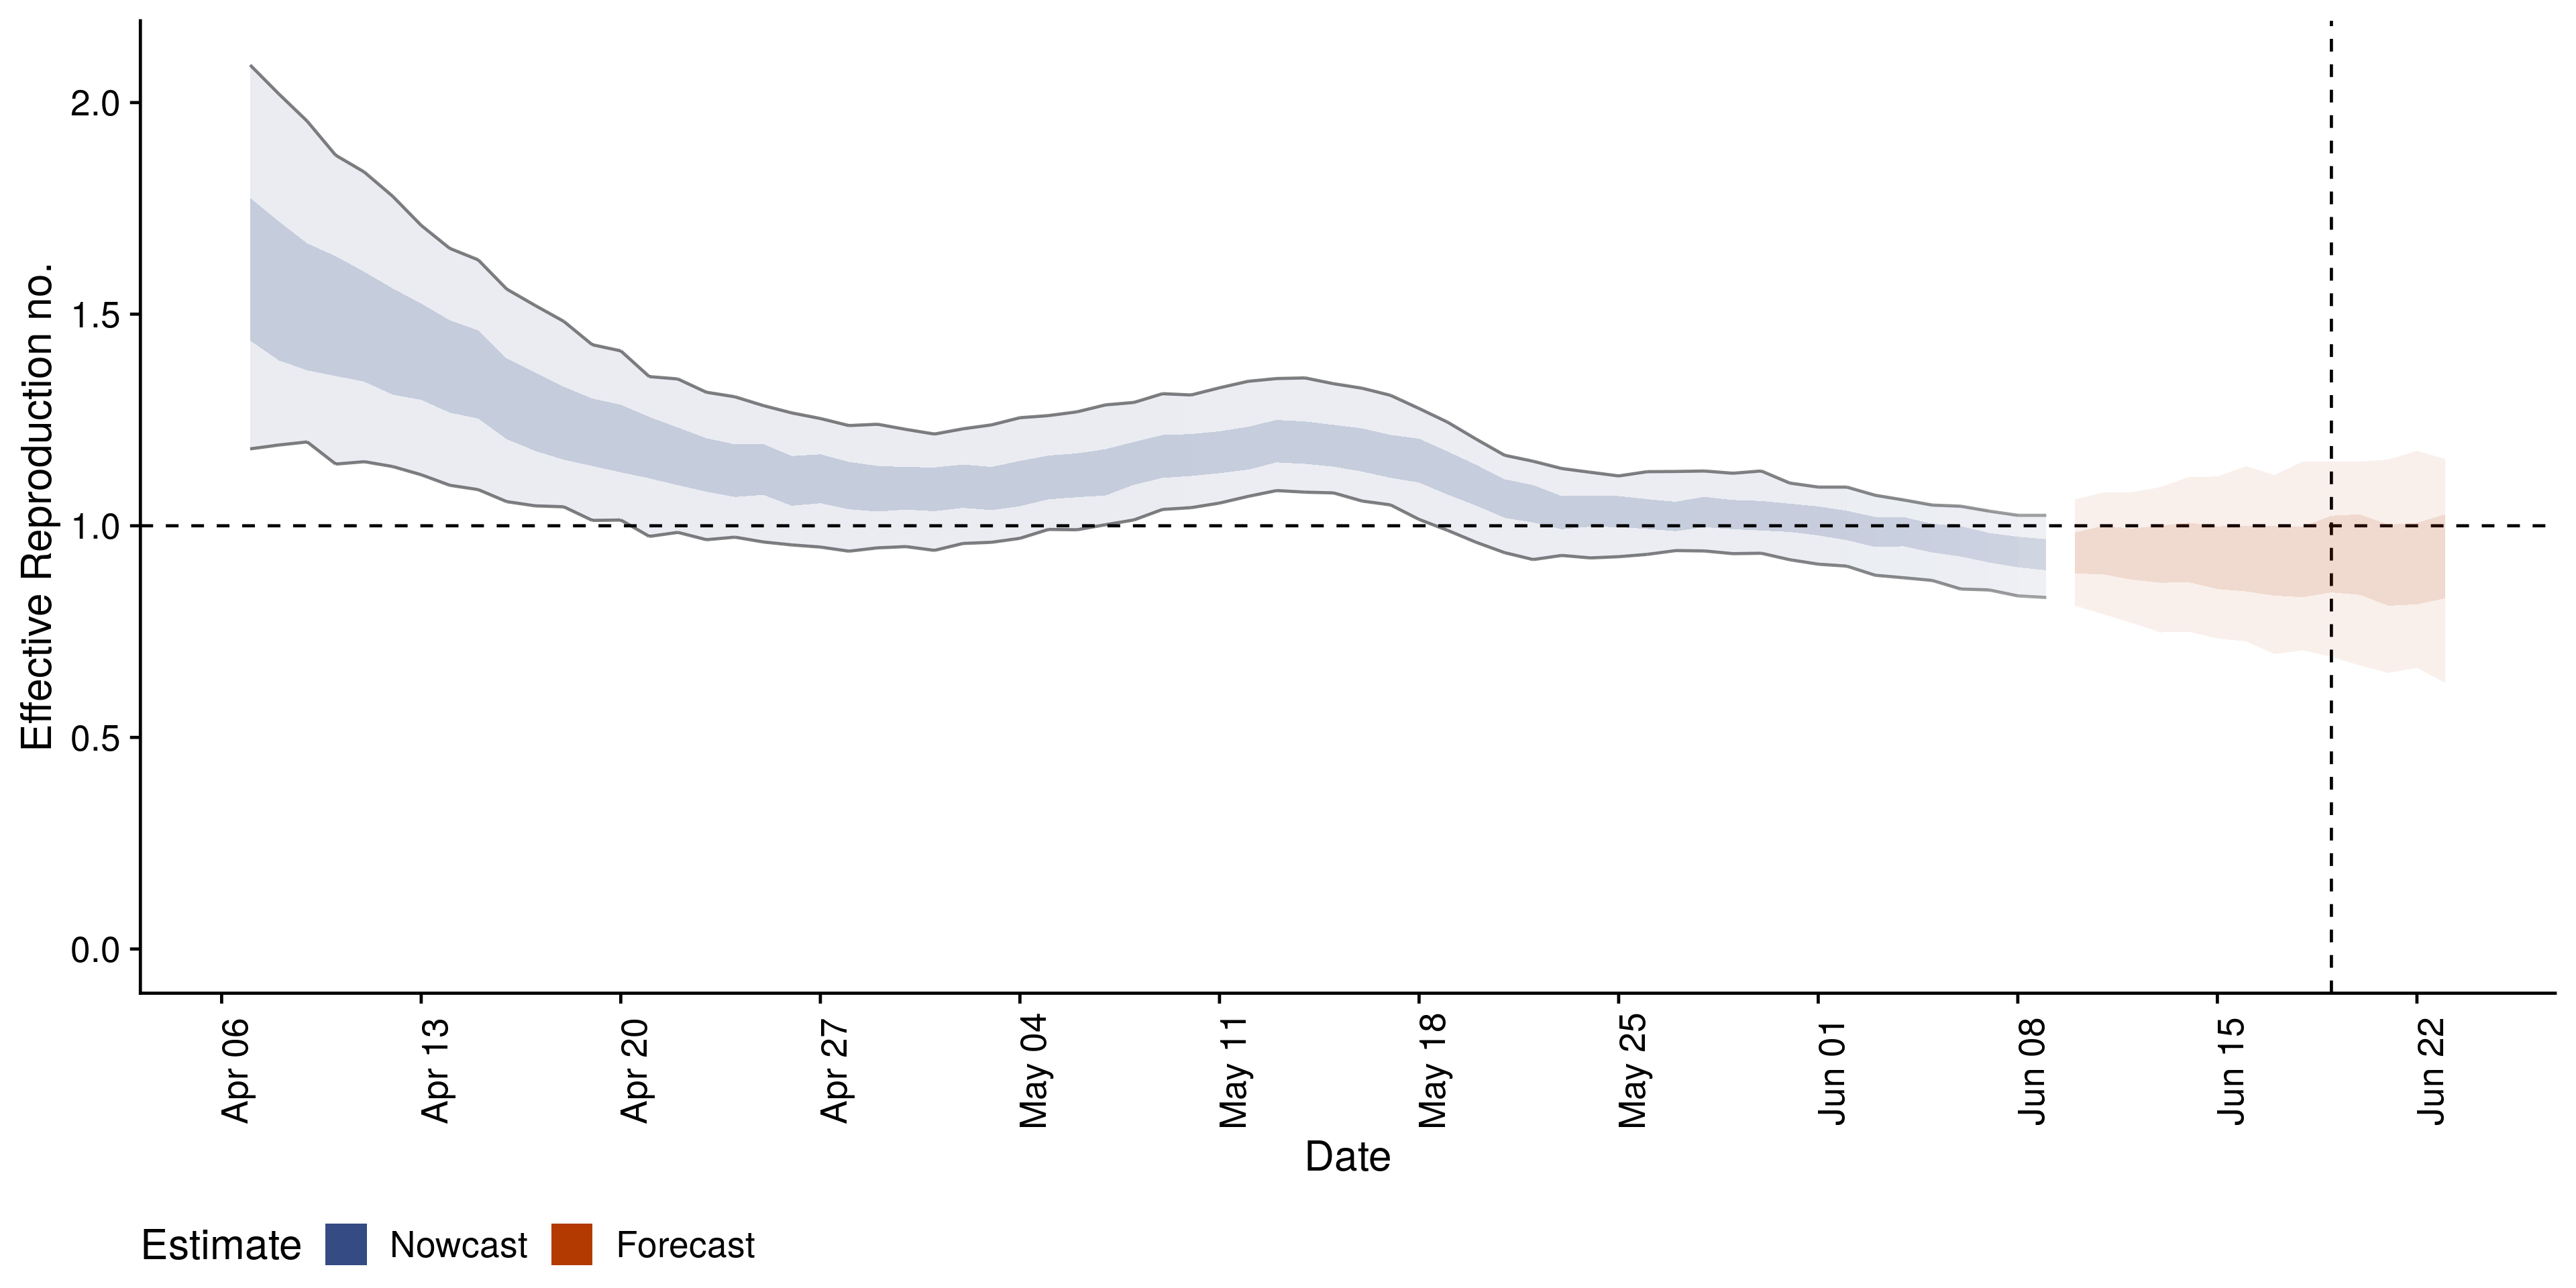 Effective Reproduction no.
2.0
1.5
1.0
0.5
0.0
Apr 06
Apr 13
Apr 20
Apr 27
May 04
May 11
May 18
May 25
Jun 01
Jun 08
Jun 15
Jun 22
Date
Estimate Nowcast Forecast